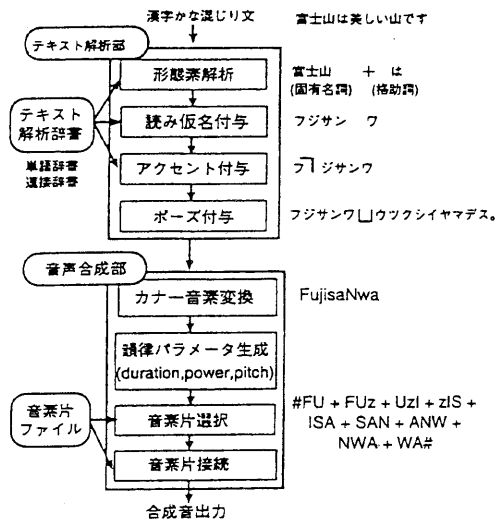 漢字かな混じり文
富士山は美しい山です
テキスト解析部
形態素解析
富士山 ＋ は
(固有名詞) (格助詞)
テキスト
解析辞書
単語辞書
連接辞書
読み仮名付与
フジサン ワ
アクセント付与
フ┐ジサンワ
ポーズ付与
フジサンワ⊔ウツクシイヤマデス。
音声合成部
カナー音素変換
FujisaNwa
韻律パラメータ生成
(duration,power,pitch)
音素片
ファイル
音素片選択
#FU + FUz + UzI + zIS +
ISA + SAN + ANW +
NWA + WA#
音素片接続
合成音出力